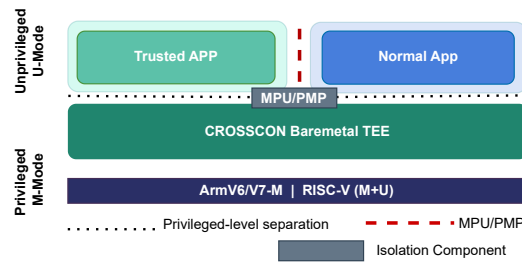 Unprivileged
U-Mode
Trusted APP
Normal App
MPU/PMP
CROSSCON Baremetal TEE
Privileged
M-Mode
ArmV6/V7-M | RISC-V (M+U)
Privileged-level separation
MPU/PMP
Isolation Component